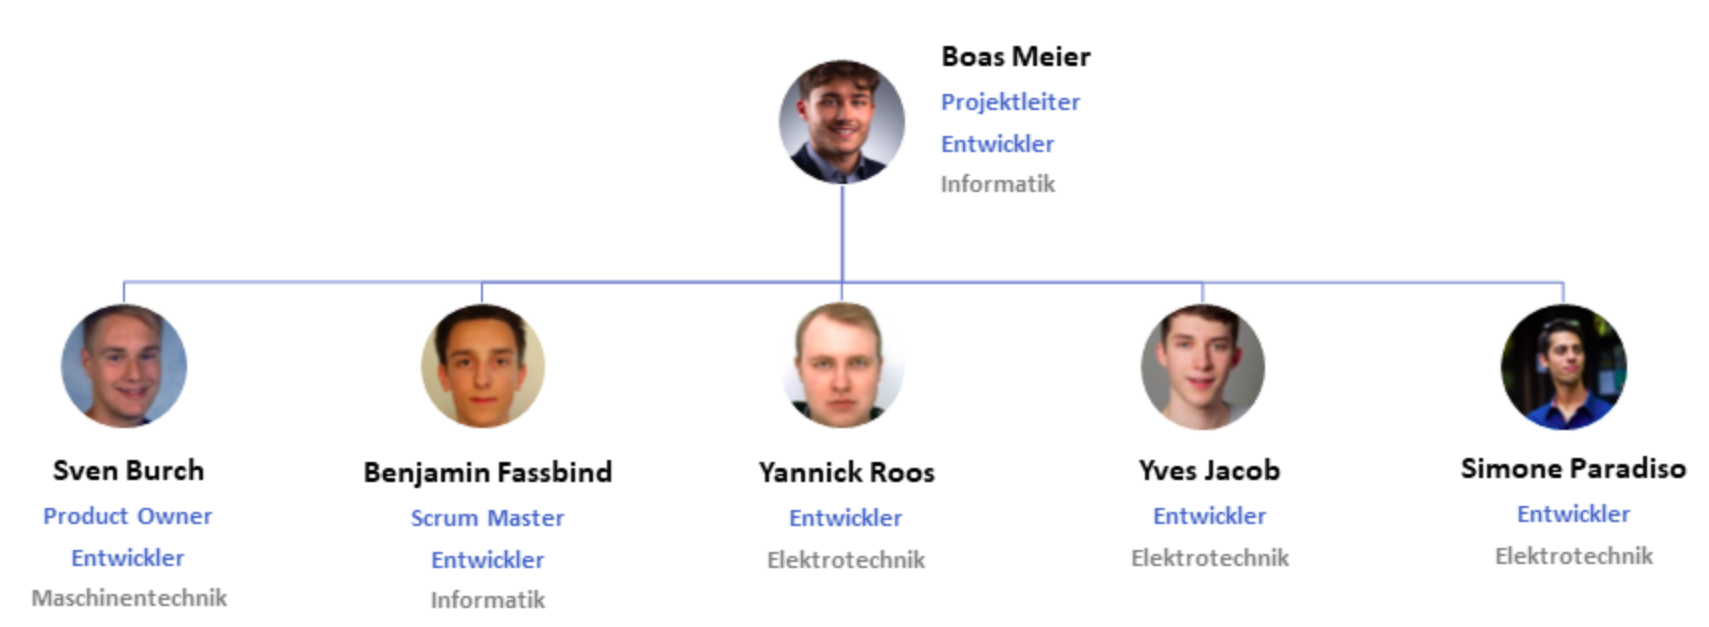 Boas Meier
Projektleiter
Entwickler
Informatik
Sven Burch
Product Owner
Entwickler
Maschinentechnik
Benjamin Fassbind
Scrum Master
Entwickler
Informatik
Yannick Roos
Entwickler
Elektrotechnik
Yves Jacob
Entwickler
Elektrotechnik
Simone Paradiso
Entwickler
Elektrotechnik